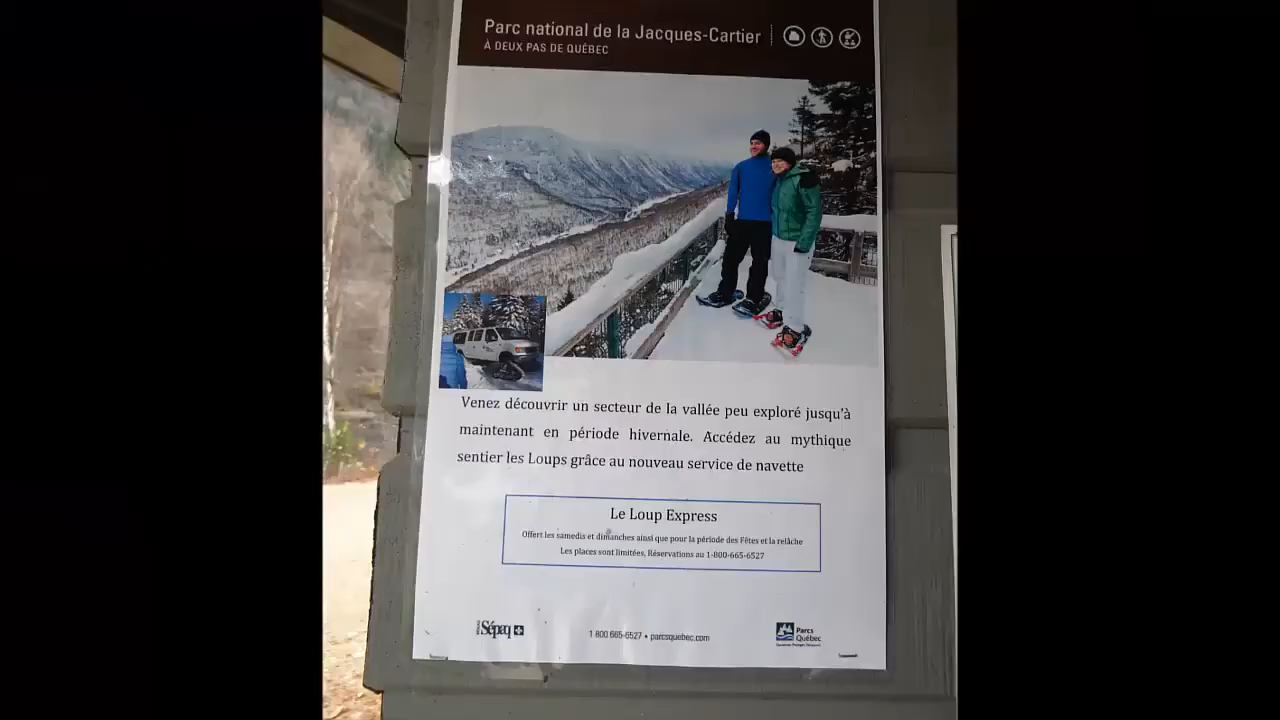 Parc national de la Jacques-Cartier
À DEUX PAS DE QUÉBEC
Venez découvrir un secteur de la vallée peu exploré jusqu'à
maintenant en période hivernale. Accédez au mythique
sentier les Loups grâce au nouveau service de navette
Le Loup Express
Offert les samedis et dimanches ainsi que pour la période des Fêtes et la relâche
Les places sont limitées, Réservations au 1-800-665-6527
Sépaq
1 800 665-6527 • parcsquebec.com
Parcs
Québec